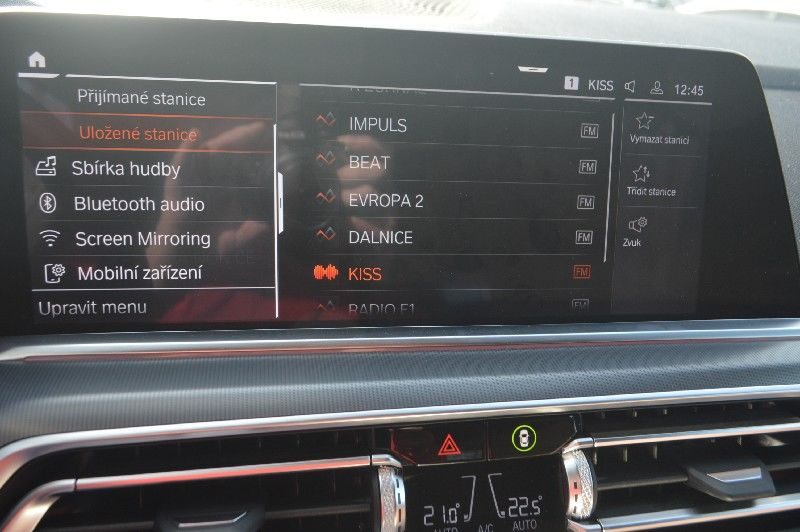 1 KISS 12:45
Přijímané stanice
Uložené stanice
Sbírka hudby
Bluetooth audio
Screen Mirroring
Mobilní zařízení
Upravit menu
IMPULS FM
BEAT FM
EVROPA 2 FM
DALNICE FM
KISS FM
RADIO F1 FM
Vymazat stanici
Třídit stanice
Zvuk
21.0° 22.5°
AUTO A/C AUTO